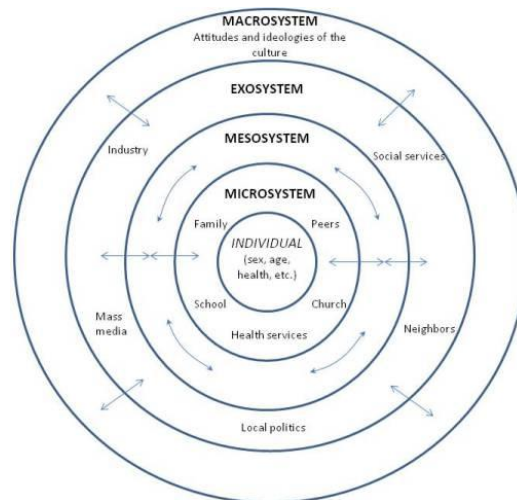 MACROSYSTEM
Attitudes and ideologies of the
culture
EXOSYSTEM
MESOSYSTEM
Industry
Social services
MICROSYSTEM
Family
Peers
INDIVIDUAL
(sex, age,
health, etc.)
School
Church
Health services
Mass
media
Neighbors
Local politics